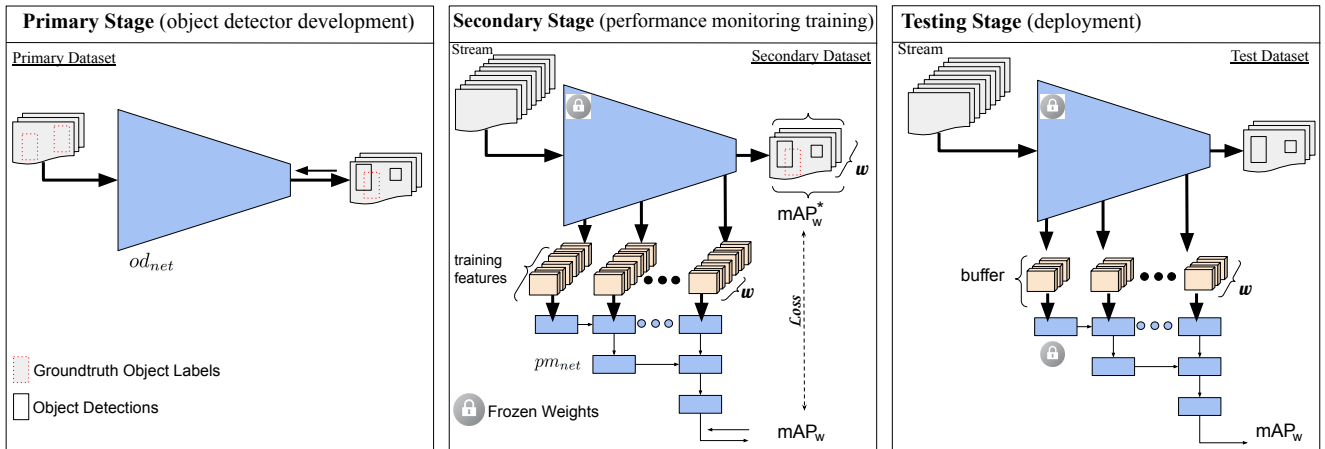 Primary Stage (object detector development)
Primary Dataset
od_net
Groundtruth Object Labels
Object Detections
Secondary Stage (performance monitoring training)
Stream
Secondary Dataset
w
mAP*_w
training
features
w
Loss
pm_net
Frozen Weights
mAP_w
Testing Stage (deployment)
Stream
Test Dataset
buffer
w
mAP_w